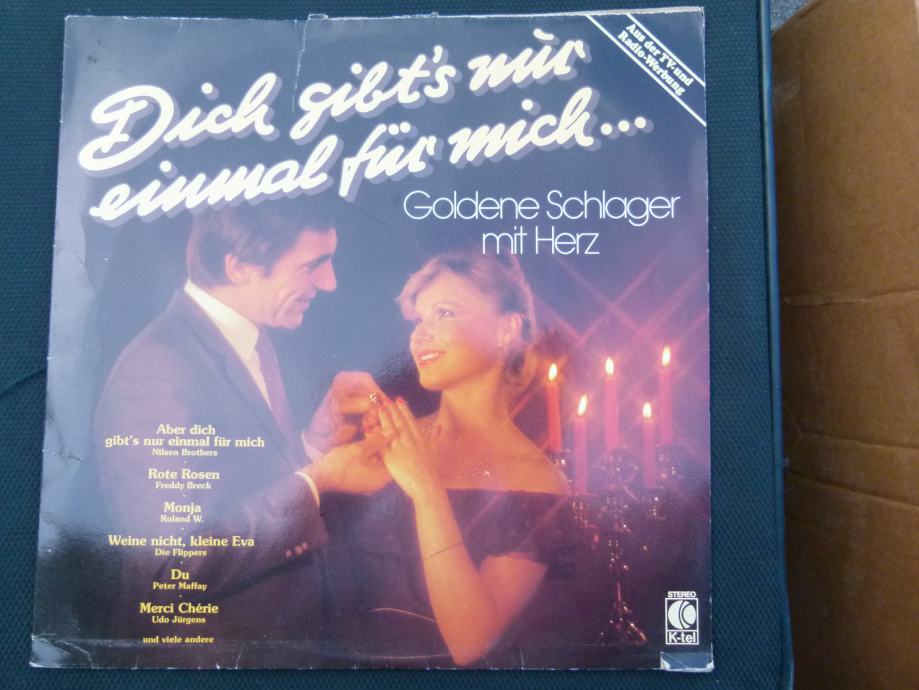 Aus der TV- und
Radio-Werbung
Dich gibt's nur
einmal für mich...
Goldene Schlager
mit Herz
Aber dich
gibt's nur einmal für mich
Nilsen Brothers
Rote Rosen
Freddy Breck
Monja
Roland W.
Weine nicht, kleine Eva
Die Flippers
Du
Peter Maffay
Merci Chérie
Udo Jürgens
und viele andere
STEREO
K-tel